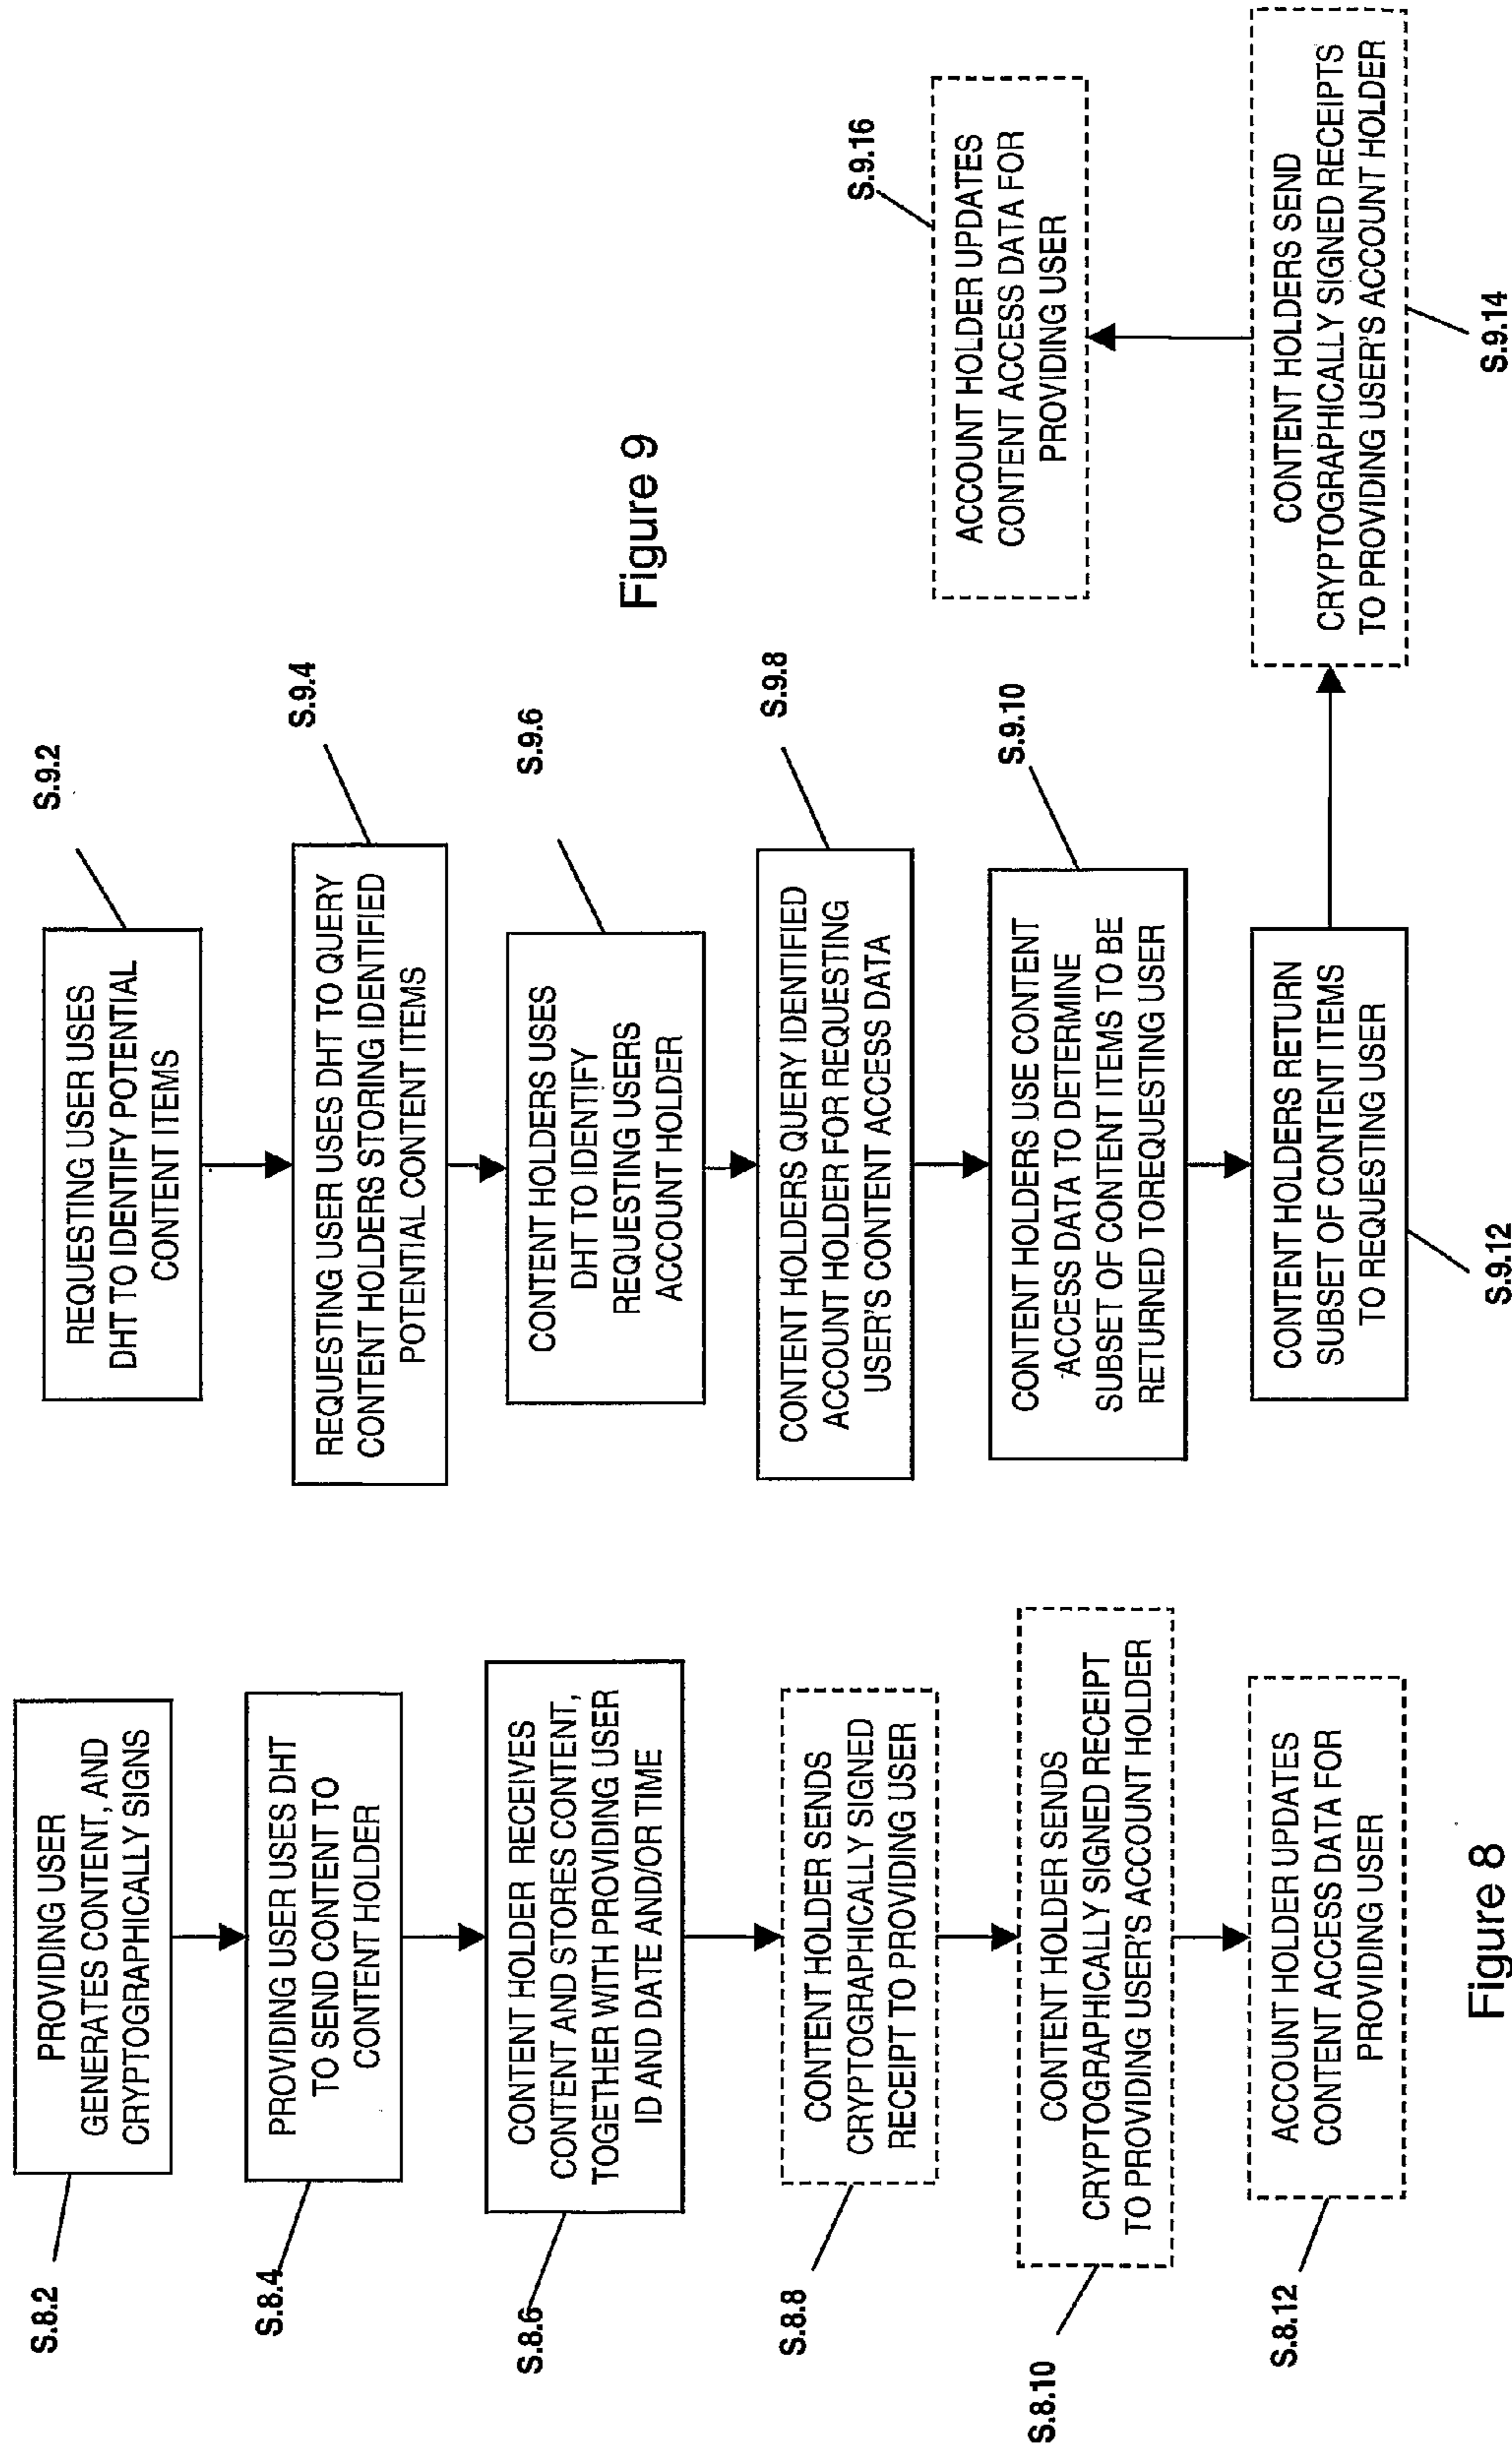 S.8.2
PROVIDING USER
GENERATES CONTENT, AND
CRYPTOGRAPHICALLY SIGNS
S.8.4
PROVIDING USER USES DHT
TO SEND CONTENT TO
CONTENT HOLDER
S.8.6
CONTENT HOLDER RECEIVES
CONTENT AND STORES CONTENT,
TOGETHER WITH PROVIDING USER
ID AND DATE AND/OR TIME
S.8.8
CONTENT HOLDER SENDS
CRYPTOGRAPHICALLY SIGNED
RECEIPT TO PROVIDING USER
S.8.10
CONTENT HOLDER SENDS
CRYPTOGRAPHICALLY SIGNED RECEIPT
TO PROVIDING USER'S ACCOUNT HOLDER
S.8.12
ACCOUNT HOLDER UPDATES
CONTENT ACCESS DATA FOR
PROVIDING USER
Figure 8
S.9.2
REQUESTING USER USES
DHT TO IDENTIFY POTENTIAL
CONTENT ITEMS
S.9.4
REQUESTING USER USES DHT TO QUERY
CONTENT HOLDERS STORING IDENTIFIED
POTENTIAL CONTENT ITEMS
S.9.6
CONTENT HOLDERS USES
DHT TO IDENTIFY
REQUESTING USERS
ACCOUNT HOLDER
S.9.8
CONTENT HOLDERS QUERY IDENTIFIED
ACCOUNT HOLDER FOR REQUESTING
USER'S CONTENT ACCESS DATA
S.9.10
CONTENT HOLDERS USE CONTENT
ACCESS DATA TO DETERMINE
SUBSET OF CONTENT ITEMS TO BE
RETURNED TOREQUESTING USER
CONTENT HOLDERS RETURN
SUBSET OF CONTENT ITEMS
TO REQUESTING USER
S.9.12
CONTENT HOLDERS SEND
CRYPTOGRAPHICALLY SIGNED RECEIPTS
TO PROVIDING USER'S ACCOUNT HOLDER
S.9.14
S.9.16
ACCOUNT HOLDER UPDATES
CONTENT ACCESS DATA FOR
PROVIDING USER
Figure 9